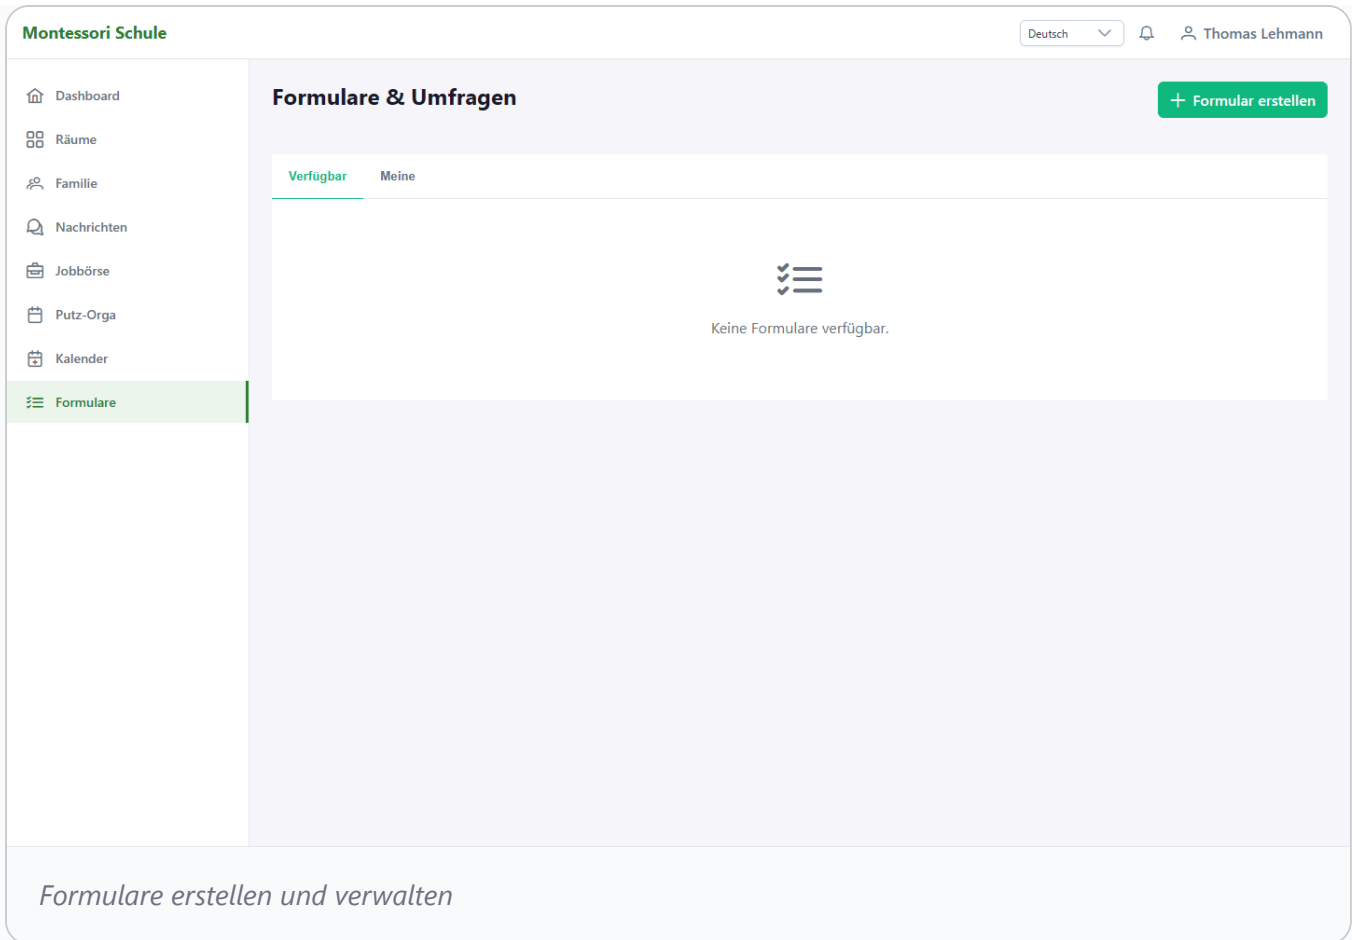 Montessori Schule
Deutsch
Thomas Lehmann
Dashboard
Räume
Familie
Nachrichten
Jobbörse
Putz-Orga
Kalender
Formulare
Formulare & Umfragen
Formular erstellen
Verfügbar
Meine
Keine Formulare verfügbar.
Formulare erstellen und verwalten